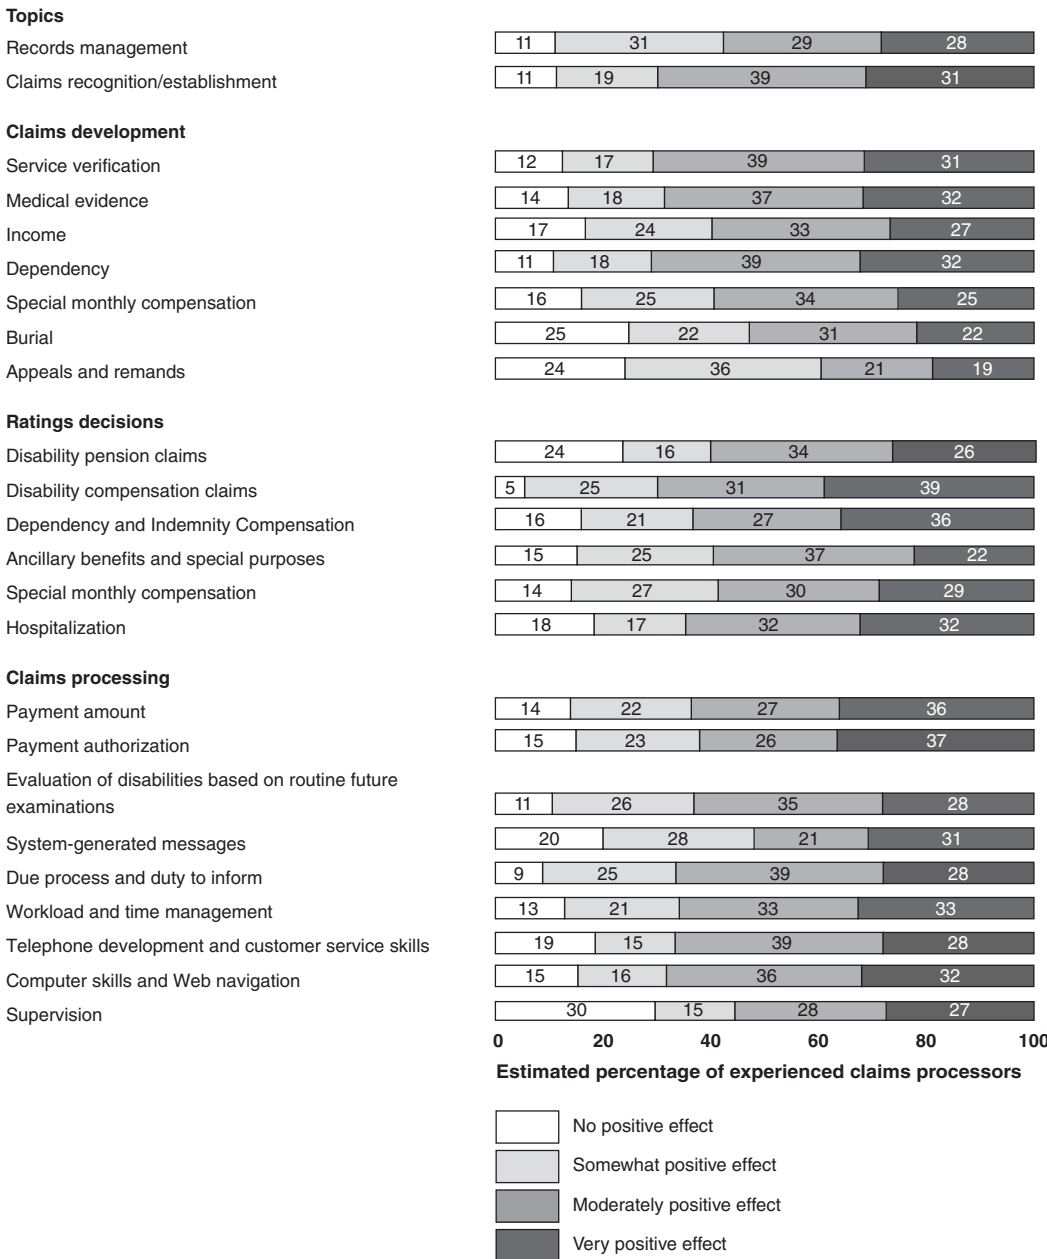 Topics
Records management 11 31 29 28
Claims recognition/establishment 11 19 39 31
Claims development
Service verification 12 17 39 31
Medical evidence 14 18 37 32
Income 17 24 33 27
Dependency 11 18 39 32
Special monthly compensation 16 25 34 25
Burial 25 22 31 22
Appeals and remands 24 36 21 19
Ratings decisions
Disability pension claims 24 16 34 26
Disability compensation claims 5 25 31 39
Dependency and Indemnity Compensation 16 21 27 36
Ancillary benefits and special purposes 15 25 37 22
Special monthly compensation 14 27 30 29
Hospitalization 18 17 32 32
Claims processing
Payment amount 14 22 27 36
Payment authorization 15 23 26 37
Evaluation of disabilities based on routine future
examinations 11 26 35 28
System-generated messages 20 28 21 31
Due process and duty to inform 9 25 39 28
Workload and time management 13 21 33 33
Telephone development and customer service skills 19 15 39 28
Computer skills and Web navigation 15 16 36 32
Supervision 30 15 28 27
0 20 40 60 80 100
Estimated percentage of experienced claims processors
No positive effect
Somewhat positive effect
Moderately positive effect
Very positive effect